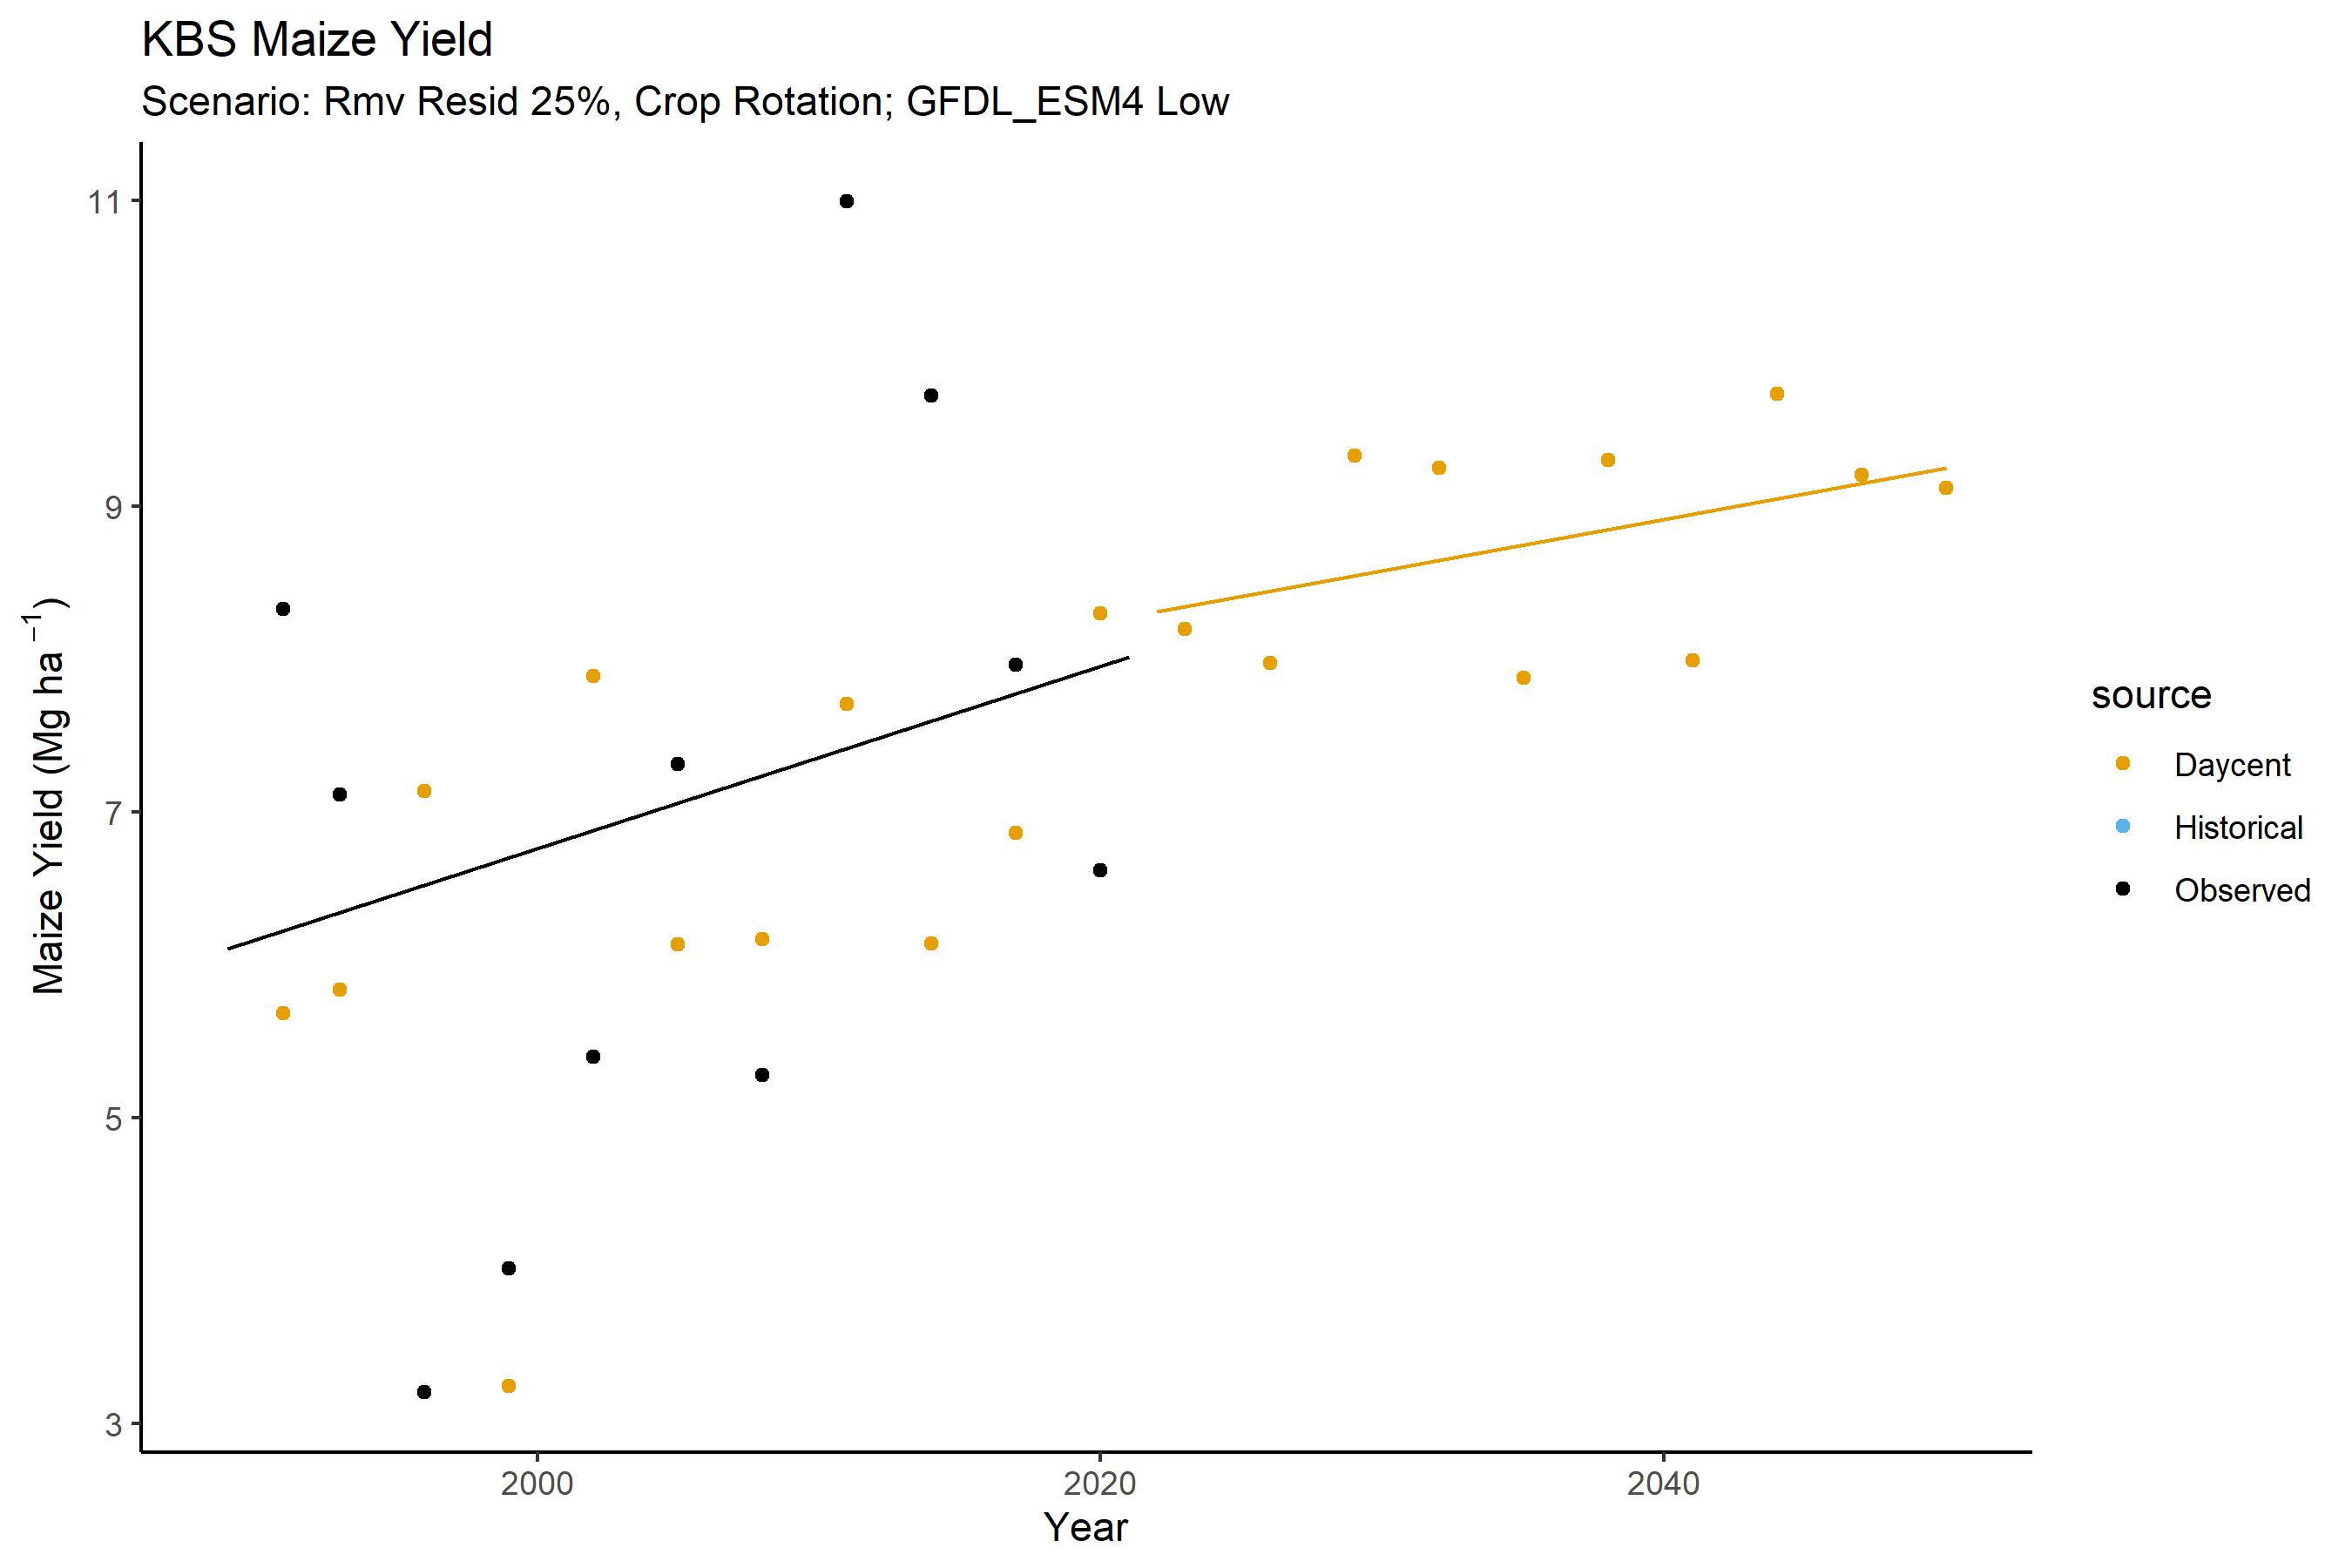 KBS Maize Yield
Scenario: Rmv Resid 25%, Crop Rotation; GFDL_ESM4 Low
Maize Yield (Mg ha⁻¹)
11
9
7
5
3
2000
2020
2040
Year
source
Daycent
Historical
Observed